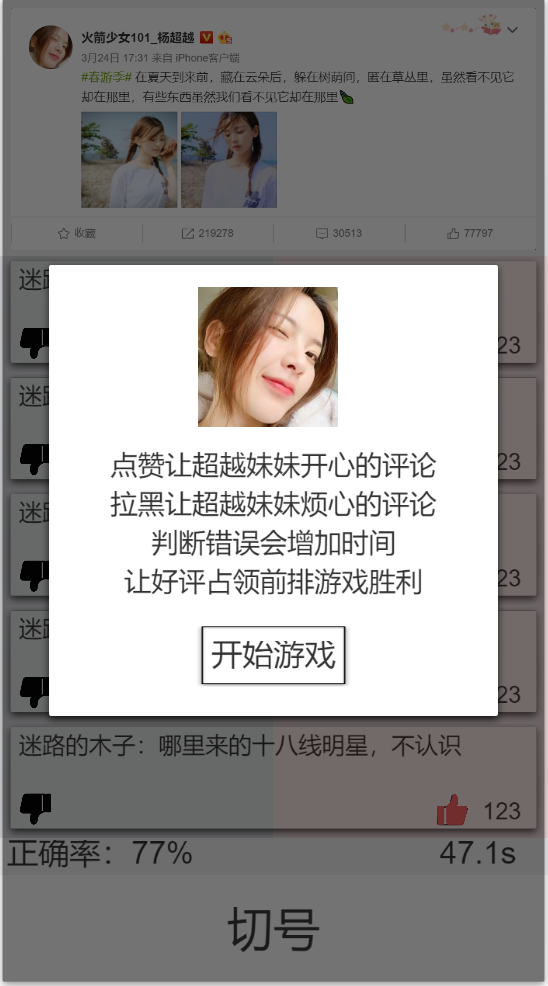 火箭少女101_杨超越
3月24日 17:31 来自 iPhone客户端
#春游季# 在夏天到来前，藏在云朵后，躲在树荫间，匿在草丛里，虽然看不见它
却在那里，有些东西虽然我们看不见它却在那里
收藏
219278
30513
77797
迷路
23
点赞让超越妹妹开心的评论
拉黑让超越妹妹烦心的评论
判断错误会增加时间
让好评占领前排游戏胜利
开始游戏
迷路
23
迷路
23
迷路
23
迷路的木子：哪里来的十八线明星，不认识
123
正确率：77%
47.1s
切号